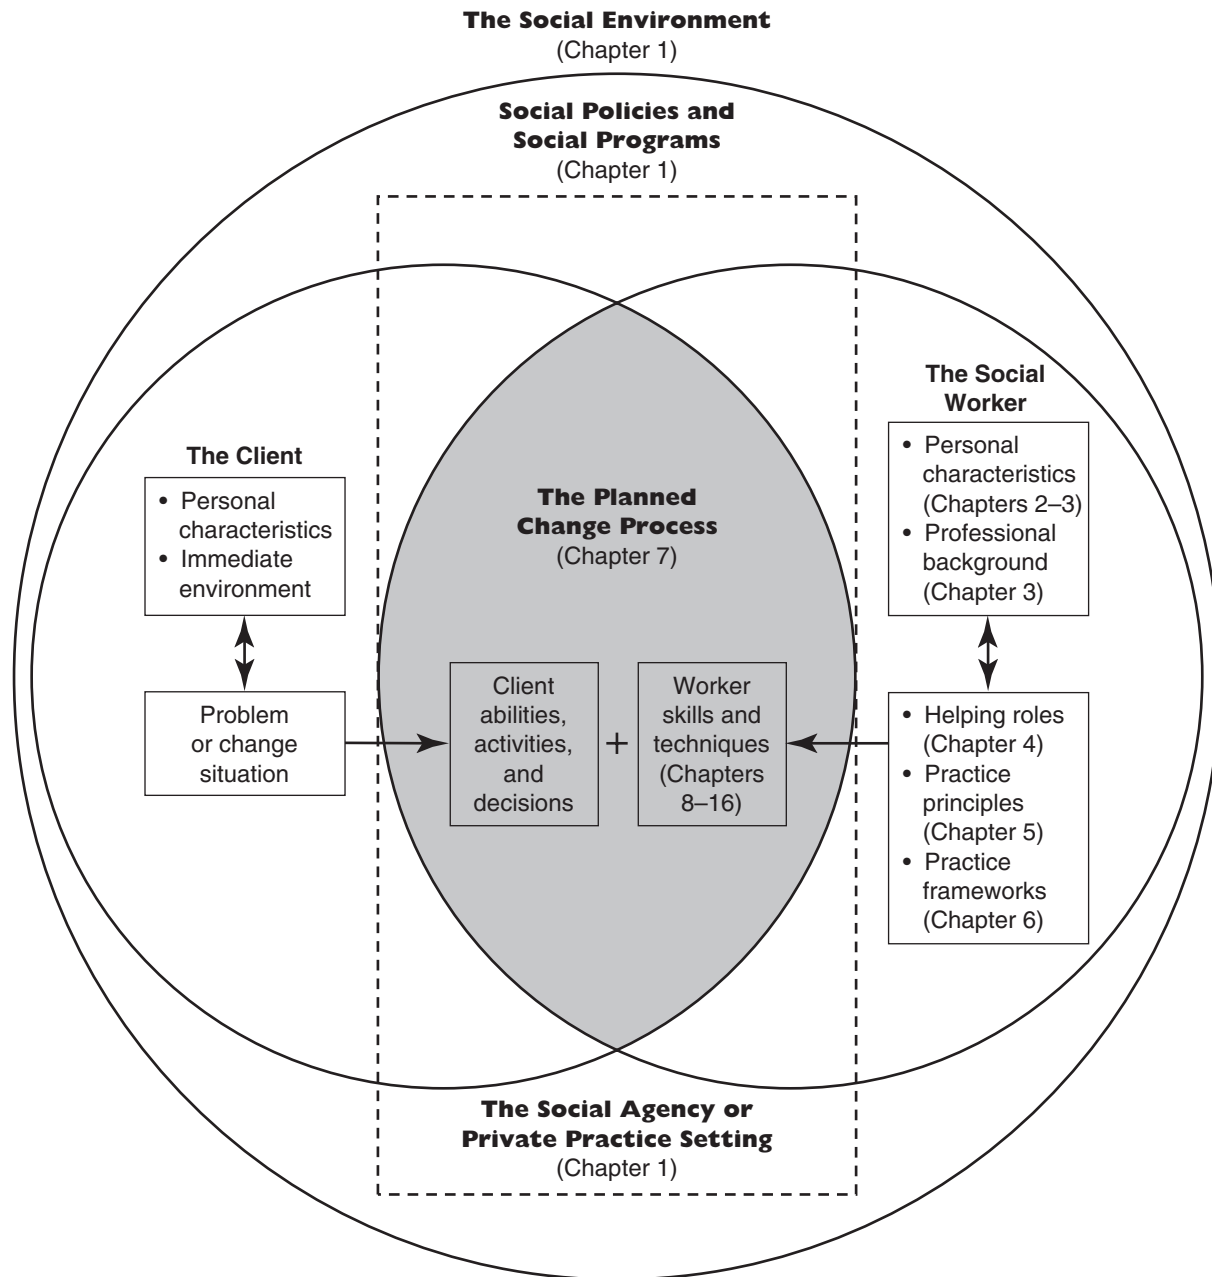 The Social Environment
(Chapter 1)
Social Policies and
Social Programs
(Chapter 1)
The Client
• Personal
characteristics
• Immediate
environment
Problem
or change
situation
The Planned
Change Process
(Chapter 7)
Client
abilities,
activities,
and
decisions
+
Worker
skills and
techniques
(Chapters
8–16)
The Social
Worker
• Personal
characteristics
(Chapters 2–3)
• Professional
background
(Chapter 3)
• Helping roles
(Chapter 4)
• Practice
principles
(Chapter 5)
• Practice
frameworks
(Chapter 6)
The Social Agency or
Private Practice Setting
(Chapter 1)